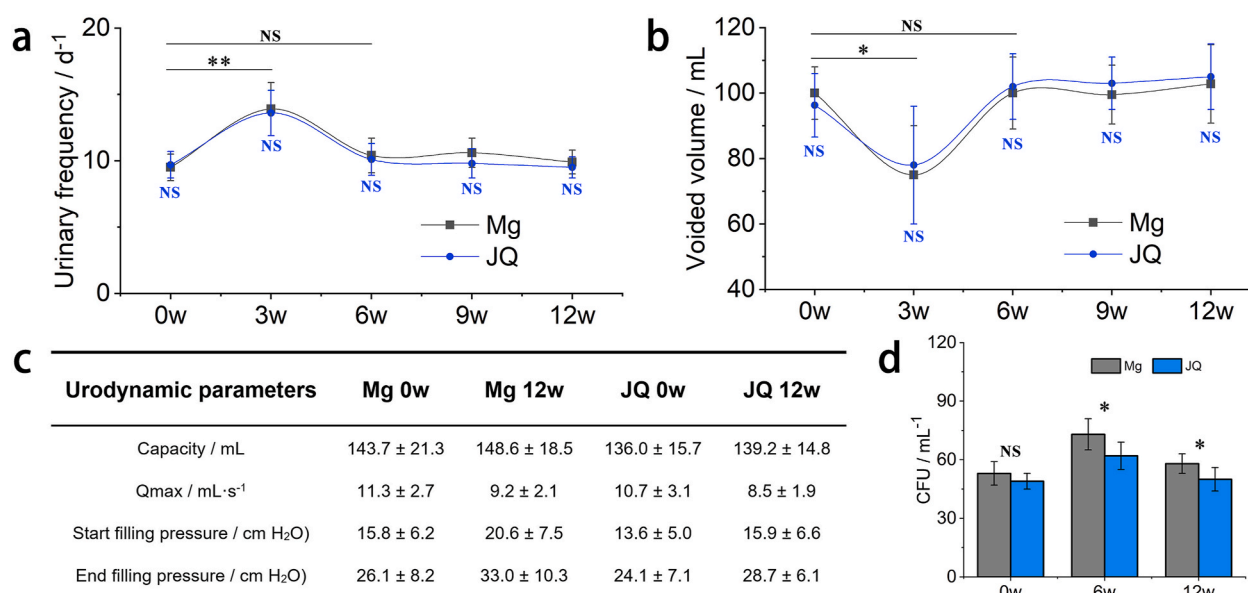 a
Urinary frequency / d⁻¹
20
10
0
NS
**
NS
NS
NS
NS
NS
Mg
JQ
0w 3w 6w 9w 12w
b
Voided volume / mL
120
100
80
60
40
NS
*
NS
NS
NS
NS
NS
Mg
JQ
0w 3w 6w 9w 12w
c
Urodynamic parameters Mg 0w Mg 12w JQ 0w JQ 12w
Capacity / mL 143.7 ± 21.3 148.6 ± 18.5 136.0 ± 15.7 139.2 ± 14.8
Qmax / mL·s⁻¹ 11.3 ± 2.7 9.2 ± 2.1 10.7 ± 3.1 8.5 ± 1.9
Start filling pressure / cm H₂O) 15.8 ± 6.2 20.6 ± 7.5 13.6 ± 5.0 15.9 ± 6.6
End filling pressure / cm H₂O) 26.1 ± 8.2 33.0 ± 10.3 24.1 ± 7.1 28.7 ± 6.1
d
CFU / mL⁻¹
120
90
60
30
0
Mg JQ
NS
*
*
0w 6w 12w